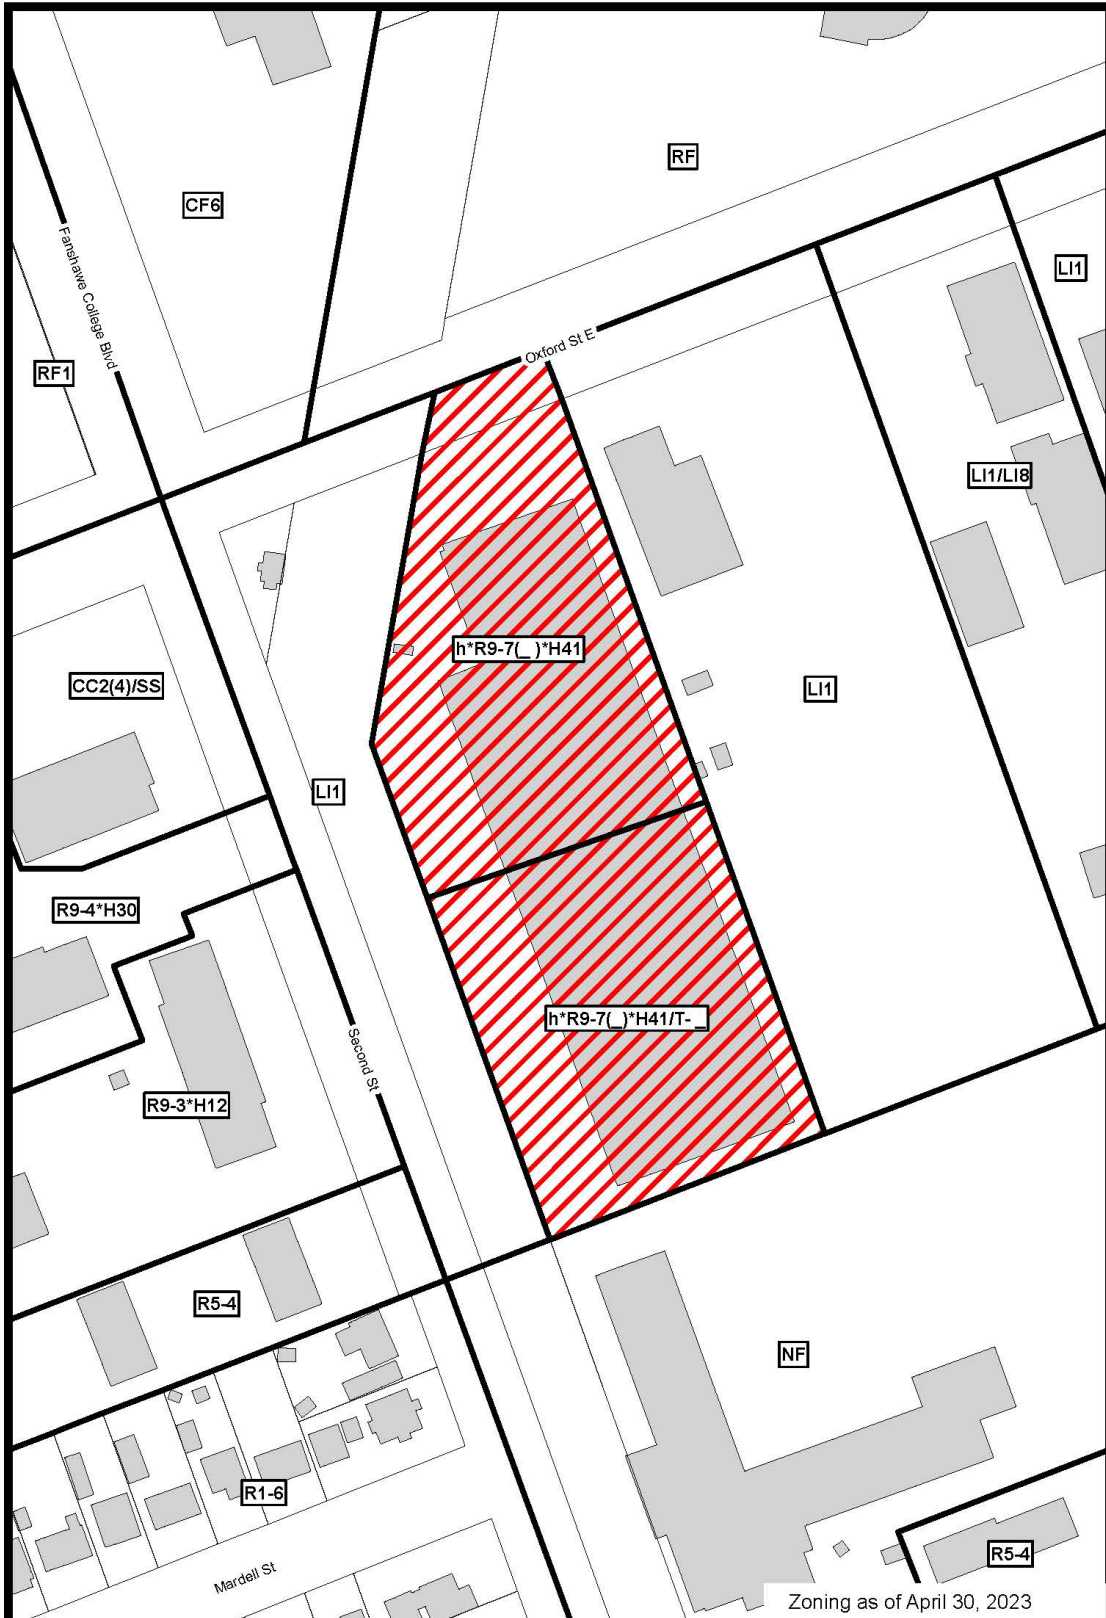 RF
CF6
Fanshawe College Blvd
LI1
RF1
Oxford St E
LI1/LI8
h*R9-7(_ )*H41
CC2(4)/SS
LI1
LI1
R9-4*H30
h*R9-7(_)*H41/T-_
Second St
R9-3*H12
R5-4
NF
R1-6
R5-4
Mardell St
Zoning as of April 30, 2023